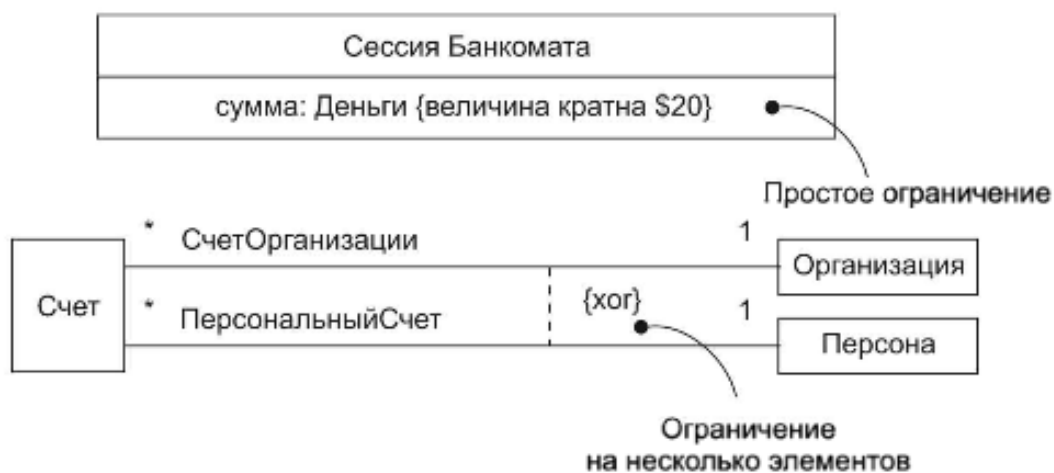 Сессия Банкомата
сумма: Деньги {величина кратна $20}
Простое ограничение
* СчетОрганизации 1
Организация
Счет
{xor}
* ПерсональныйСчет 1
Персона
Ограничение
на несколько элементов